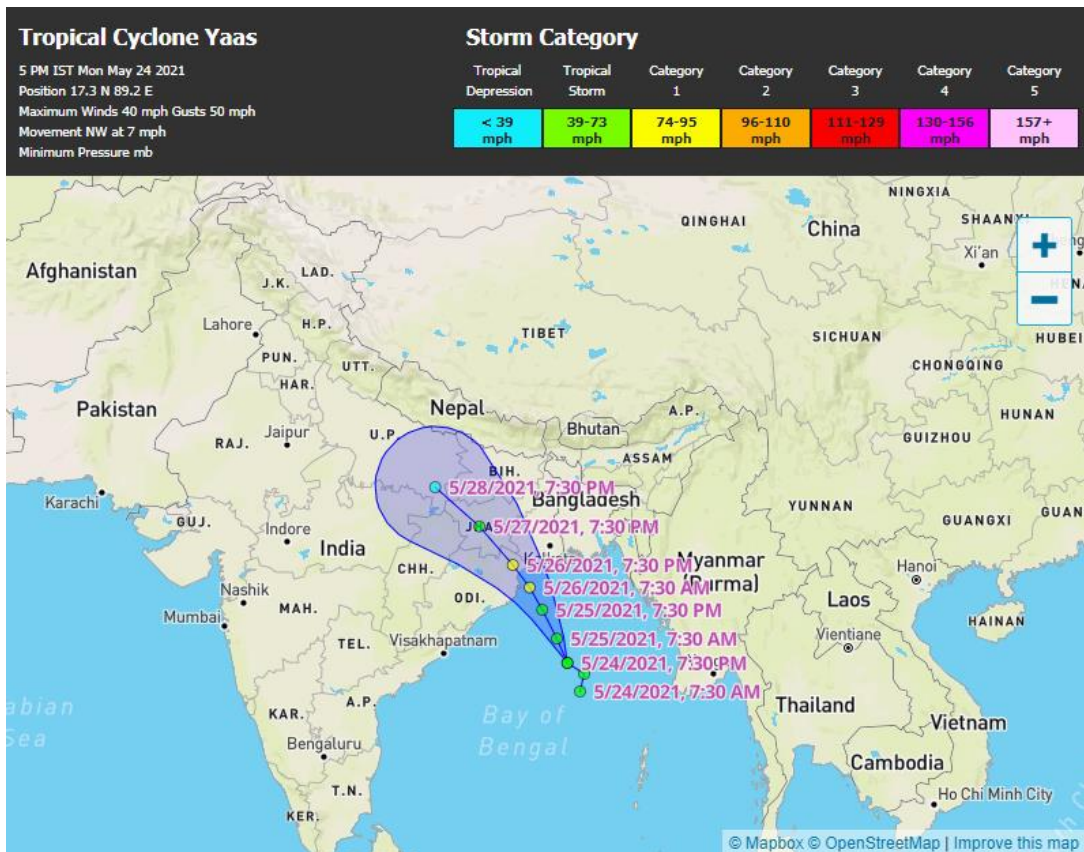 Tropical Cyclone Yaas
5 PM IST Mon May 24 2021
Position 17.3 N 89.2 E
Maximum Winds 40 mph Gusts 50 mph
Movement NW at 7 mph
Minimum Pressure mb
Storm Category
Tropical Depression
Tropical Storm
Category 1
Category 2
Category 3
Category 4
Category 5
< 39 mph
39-73 mph
74-95 mph
96-110 mph
111-129 mph
130-156 mph
157+ mph
NINGXIA
QINGHAI
China
SHAANXI
Xi'an
Afghanistan
LAD.
J.K.
Lahore
H.P.
TIBET
SICHUAN
HUBEI
PUN.
UTT.
CHONGQING
HAR.
Pakistan
Nepal
A.P.
HUNAN
Jaipur
U.P.
Bhutan
GUIZHOU
RAJ.
ASSAM
BIH.
5/28/2021, 7:30 PM
Bangladesh
Karachi
YUNNAN
GUJ.
GUANGXI
GUAN
Indore
India
5/27/2021, 7:30 PM
5/26/2021, 7:30 PM
Myanmar
(Burma)
Hanoi
CHH.
5/26/2021, 7:30 AM
Nashik
ODI.
Laos
MAH.
5/25/2021, 7:30 PM
Mumbai
HAINAN
TEL.
Visakhapatnam
5/25/2021, 7:30 AM
Vientiane
5/24/2021, 7:30 PM
5/24/2021, 7:30 AM
A.P.
abian
Sea
KAR.
Bay of
Bengal
Thailand
Vietnam
Bengaluru
Cambodia
T.N.
Ho Chi Minh City
KER.
© Mapbox © OpenStreetMap | Improve this map